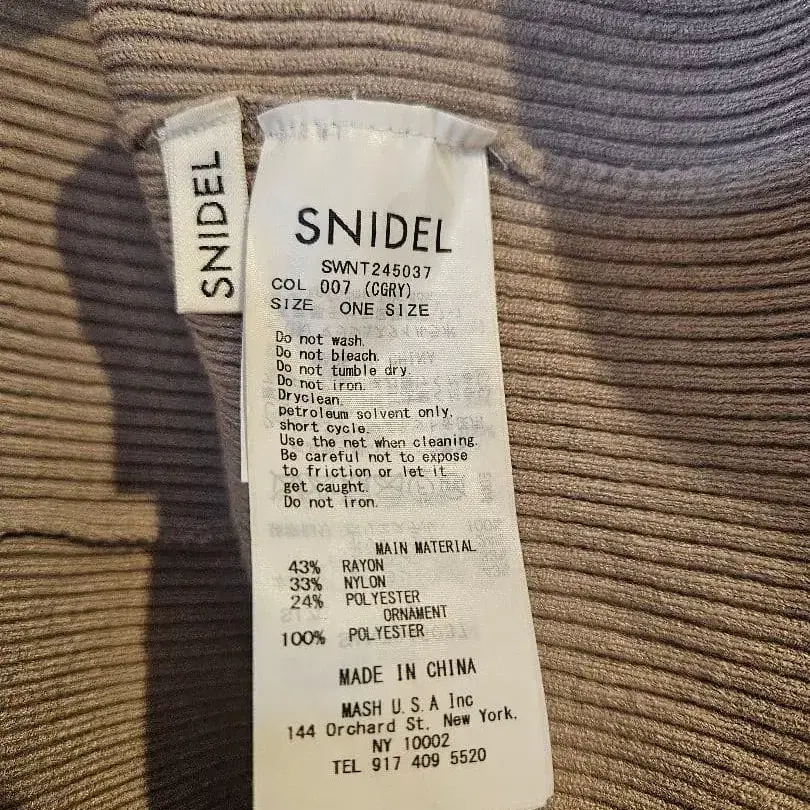 SNIDEL
SNIDEL
SWNT245037
COL 007 (CGRY)
SIZE ONE SIZE
Do not wash.
Do not bleach.
Do not tumble dry.
Do not iron.
Dryclean,
petroleum solvent only,
short cycle.
Use the net when cleaning.
Be careful not to expose
to friction or let it
get caught.
Do not iron.
MAIN MATERIAL
43% RAYON
33% NYLON
24% POLYESTER
ORNAMENT
100% POLYESTER
MADE IN CHINA
MASH U.S.A Inc
144 Orchard St, New York,
NY 10002
TEL 917 409 5520